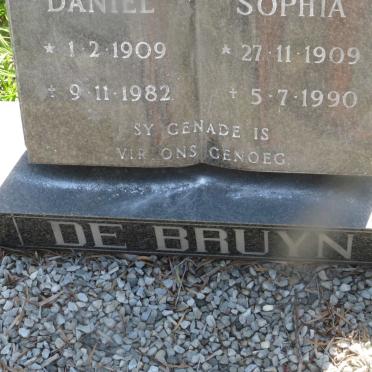 DANIEL SOPHIA
* 1·2·1909 * 27·11·1909
† 9·11·1982 † 5·7·1990
SY GENADE IS
VIR ONS GENOEG.
DE BRUYN